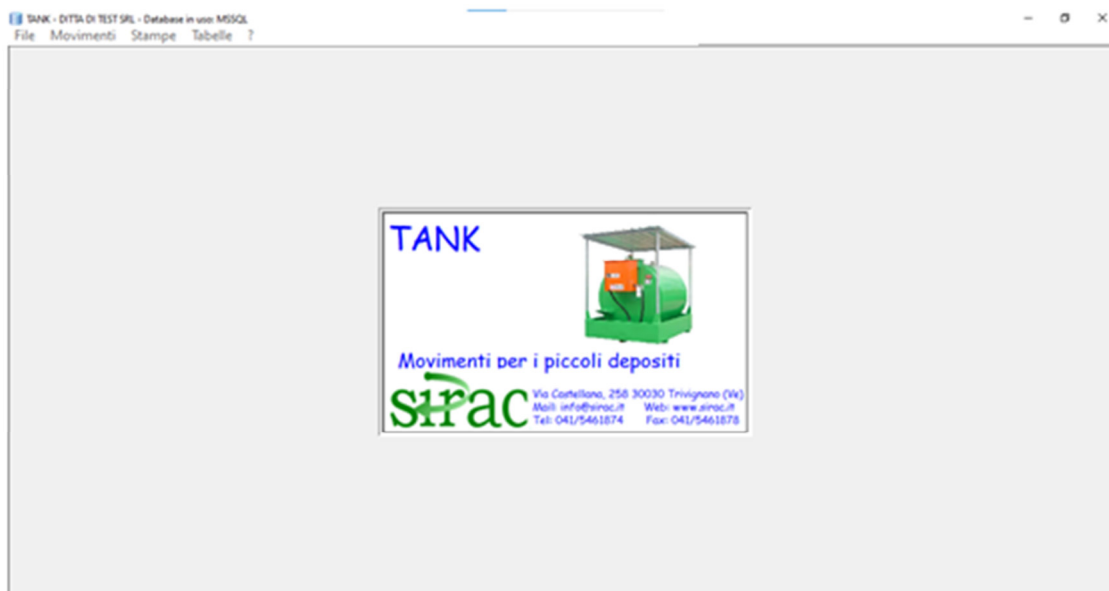 TANK - DITTA DI TEST SRL - Database in uso: MSSQL
File Movimenti Stampe Tabelle ?
TANK
Movimenti per i piccoli depositi
sirac
Via Castellana, 258 30030 Trivignano (Ve)
Mail: info@sirac.it Web: www.sirac.it
Tel: 041/5461874 Fax: 041/5461878